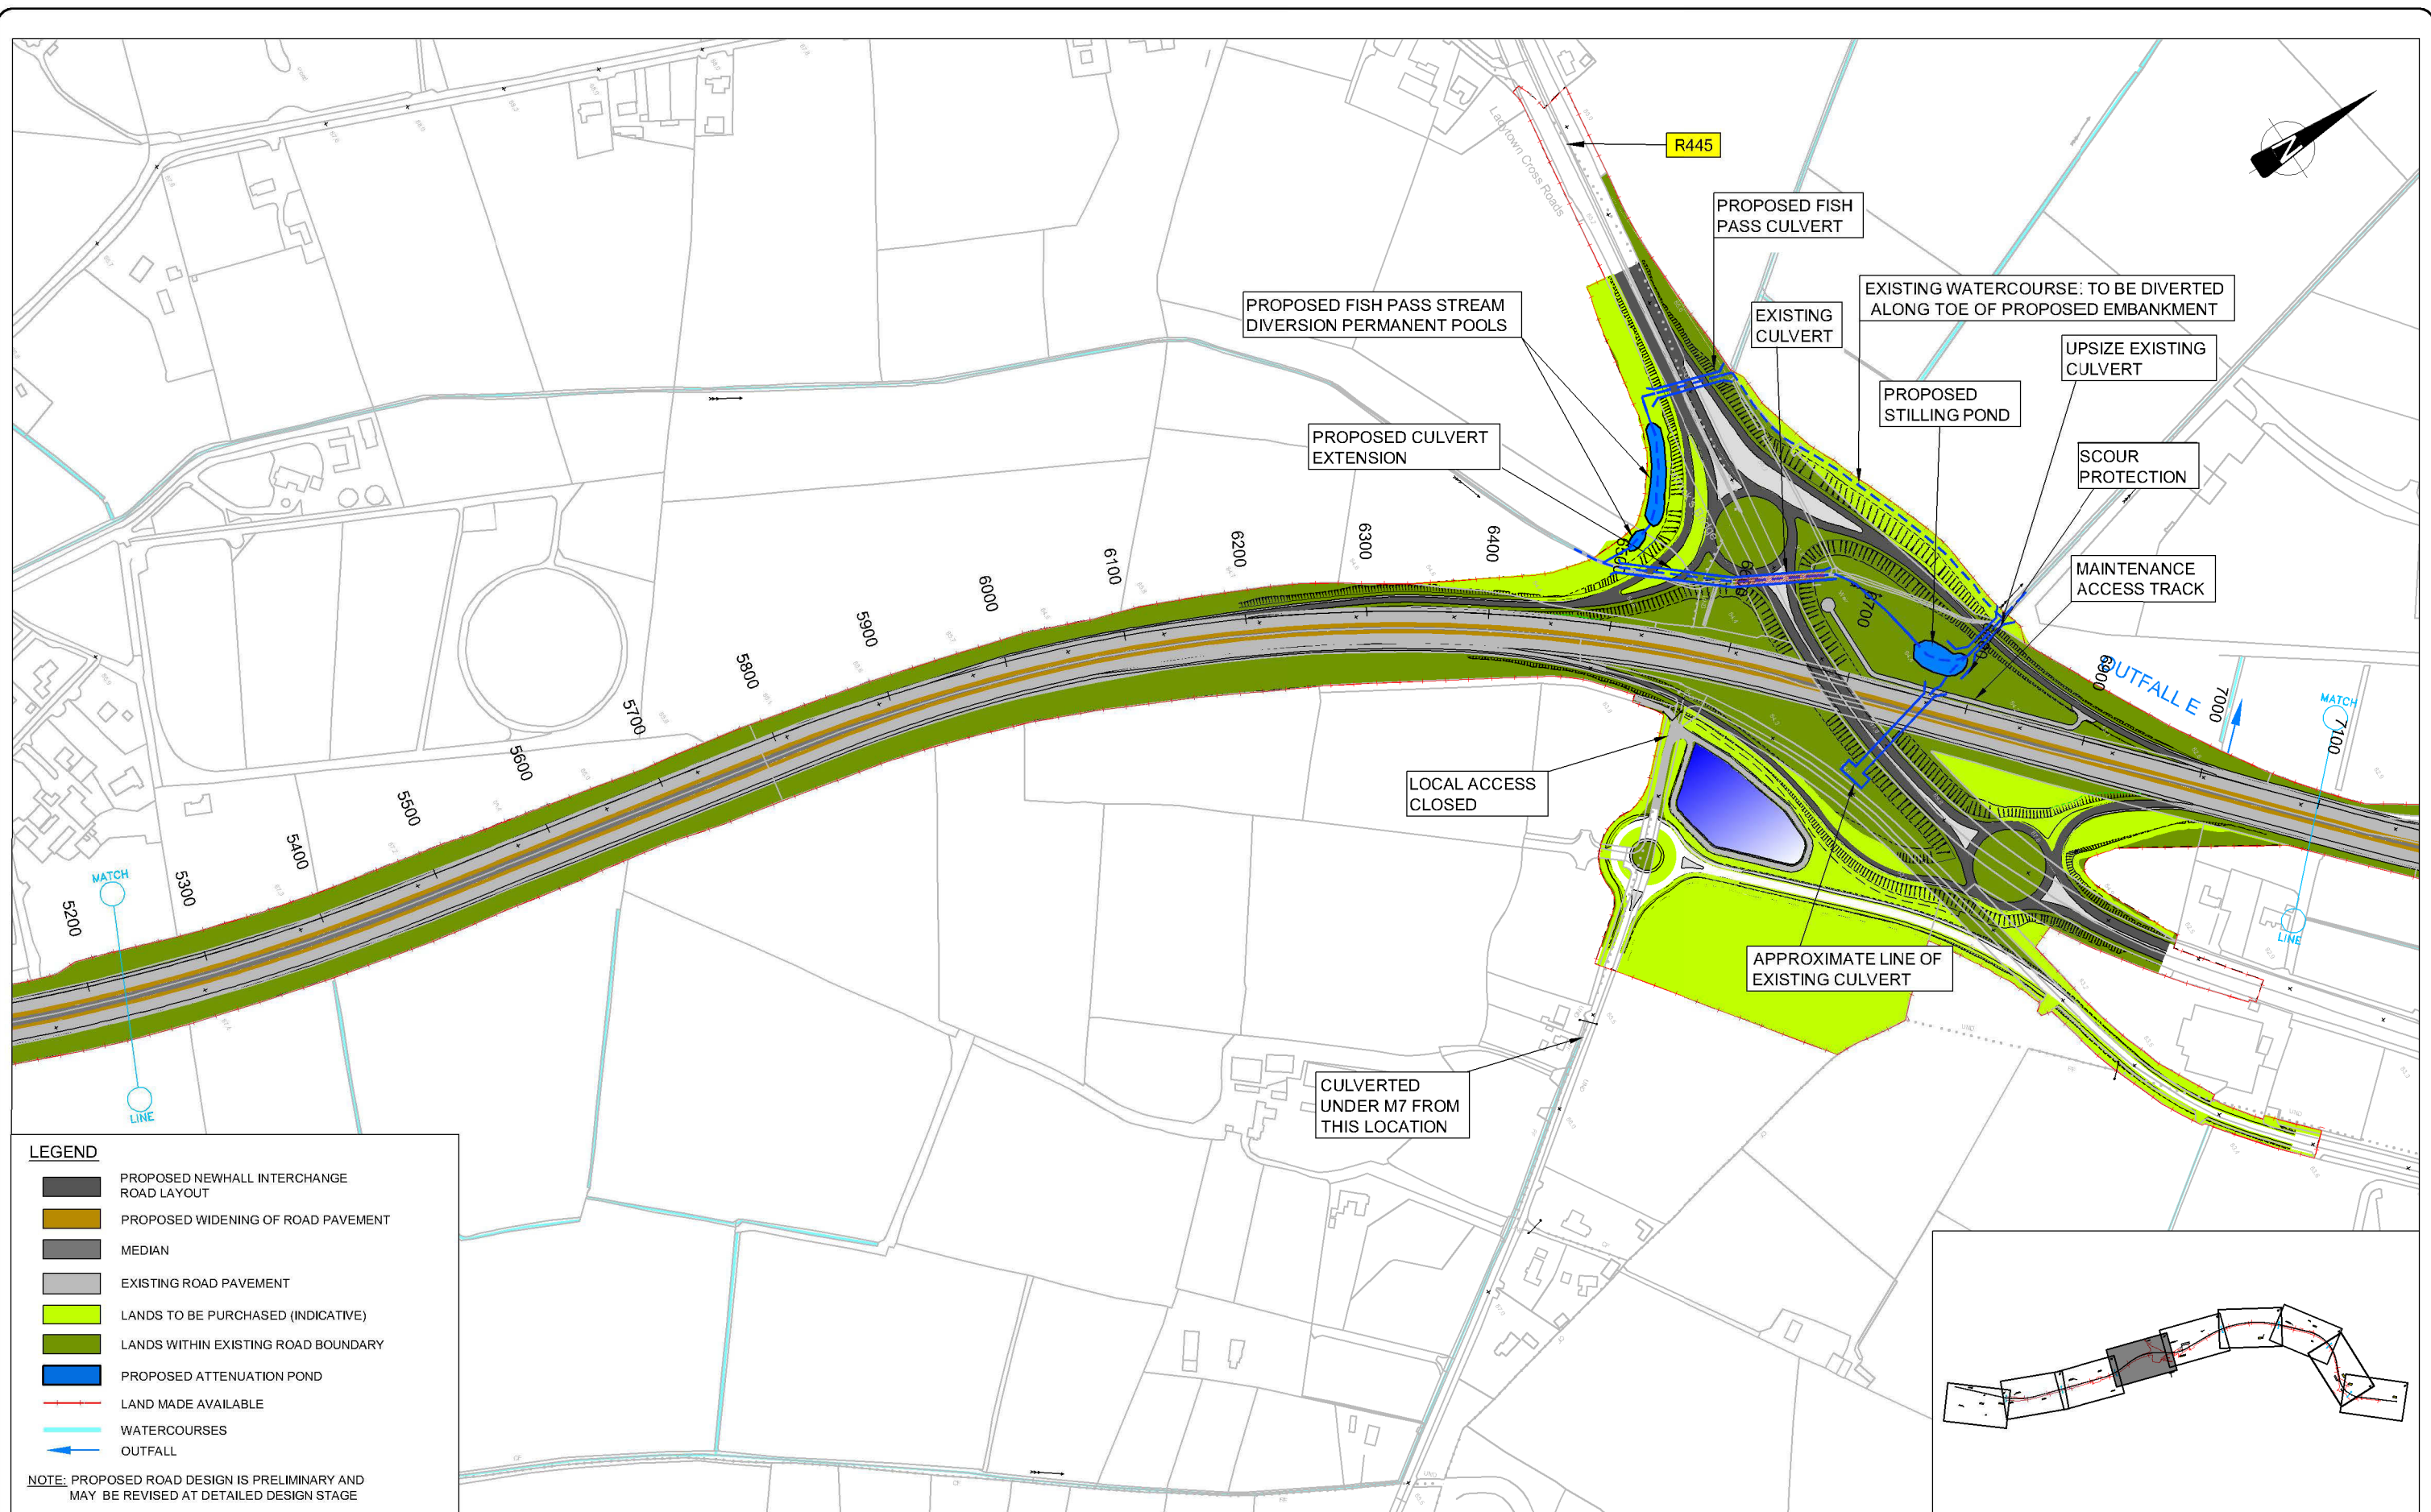 R445
Ladytown Cross Roads
N
PROPOSED FISH
PASS CULVERT
EXISTING WATERCOURSE: TO BE DIVERTED
ALONG TOE OF PROPOSED EMBANKMENT
PROPOSED FISH PASS STREAM
DIVERSION PERMANENT POOLS
EXISTING
CULVERT
UPSIZE EXISTING
CULVERT
PROPOSED
STILLING POND
PROPOSED CULVERT
EXTENSION
SCOUR
PROTECTION
MAINTENANCE
ACCESS TRACK
5200
5300
5400
5500
5600
5700
5800
5900
6000
6100
6200
6300
6400
6700
6900
7000
7100
OUTFALL E
MATCH
LINE
MATCH
LINE
LOCAL ACCESS
CLOSED
APPROXIMATE LINE OF
EXISTING CULVERT
CULVERTED
UNDER M7 FROM
THIS LOCATION
LEGEND
PROPOSED NEWHALL INTERCHANGE
ROAD LAYOUT
PROPOSED WIDENING OF ROAD PAVEMENT
MEDIAN
EXISTING ROAD PAVEMENT
LANDS TO BE PURCHASED (INDICATIVE)
LANDS WITHIN EXISTING ROAD BOUNDARY
PROPOSED ATTENUATION POND
LAND MADE AVAILABLE
WATERCOURSES
OUTFALL
NOTE: PROPOSED ROAD DESIGN IS PRELIMINARY AND
MAY BE REVISED AT DETAILED DESIGN STAGE